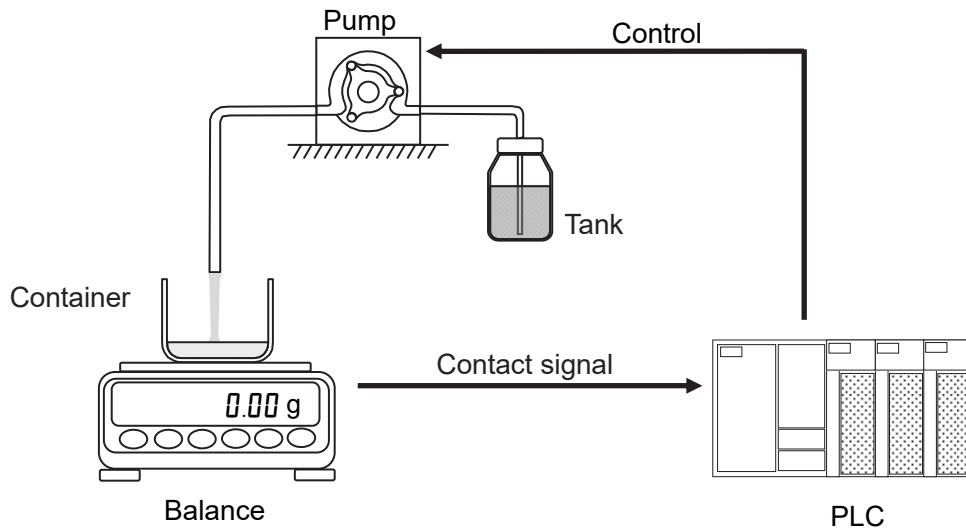 Pump
Control
Tank
Container
Contact signal
0.00 g
Balance
PLC